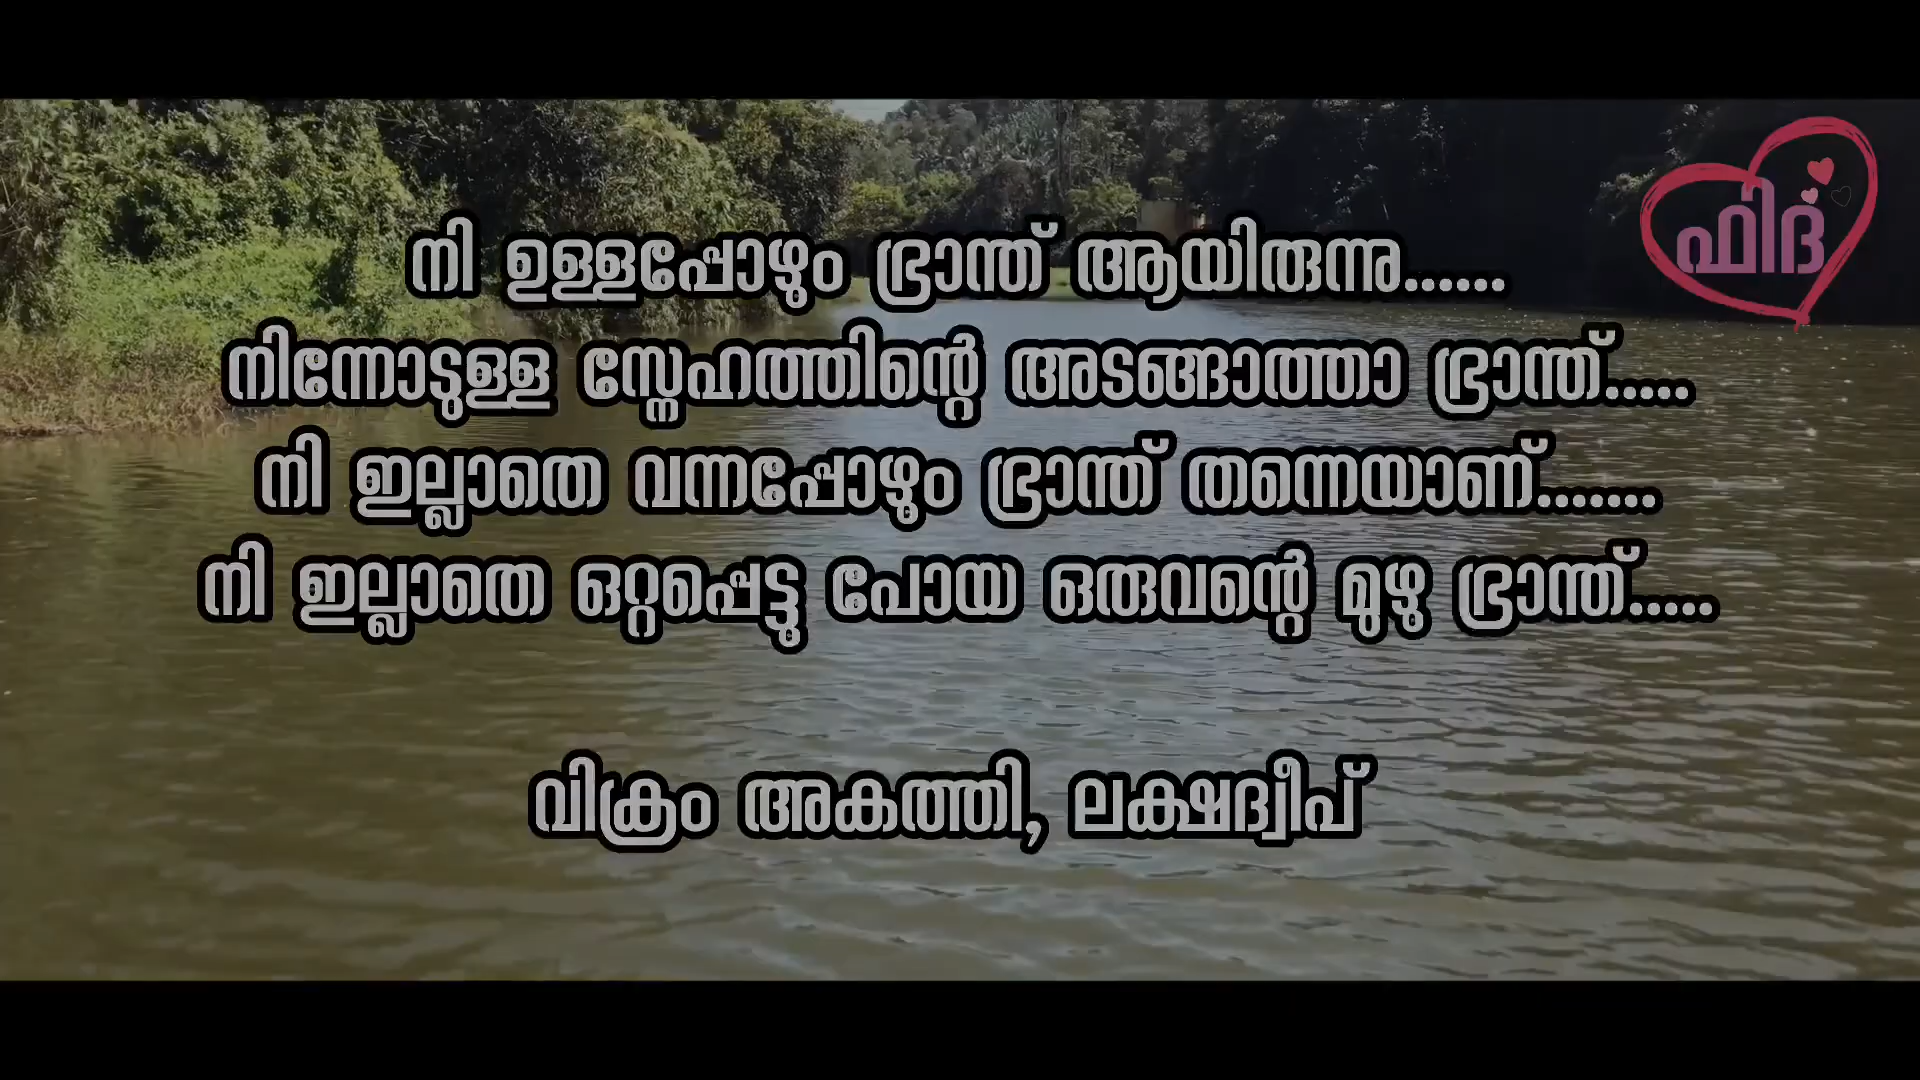 ഫിദ
നി ഉള്ളപ്പോഴും ഭ്രാന്ത് ആയിരുന്നു......
നിന്നോടുള്ള സ്നേഹത്തിന്റെ അടങ്ങാത്താ ഭ്രാന്ത്.....
നി ഇല്ലാതെ വന്നപ്പോഴും ഭ്രാന്ത് തന്നെയാണ്.......
നി ഇല്ലാതെ ഒറ്റപ്പെട്ടു പോയ ഒരുവന്റെ മുഴു ഭ്രാന്ത്.....
വിക്രം അകത്തി, ലക്ഷദ്വീപ്